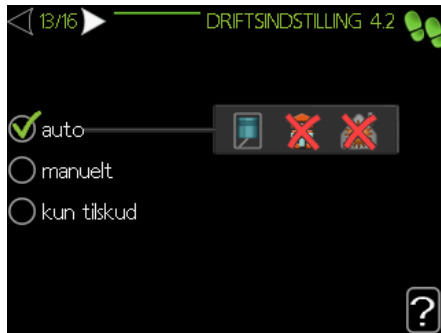 13/16 DRIFTSINDSTILLING 4.2
auto
manuelt
kun tilskud
?